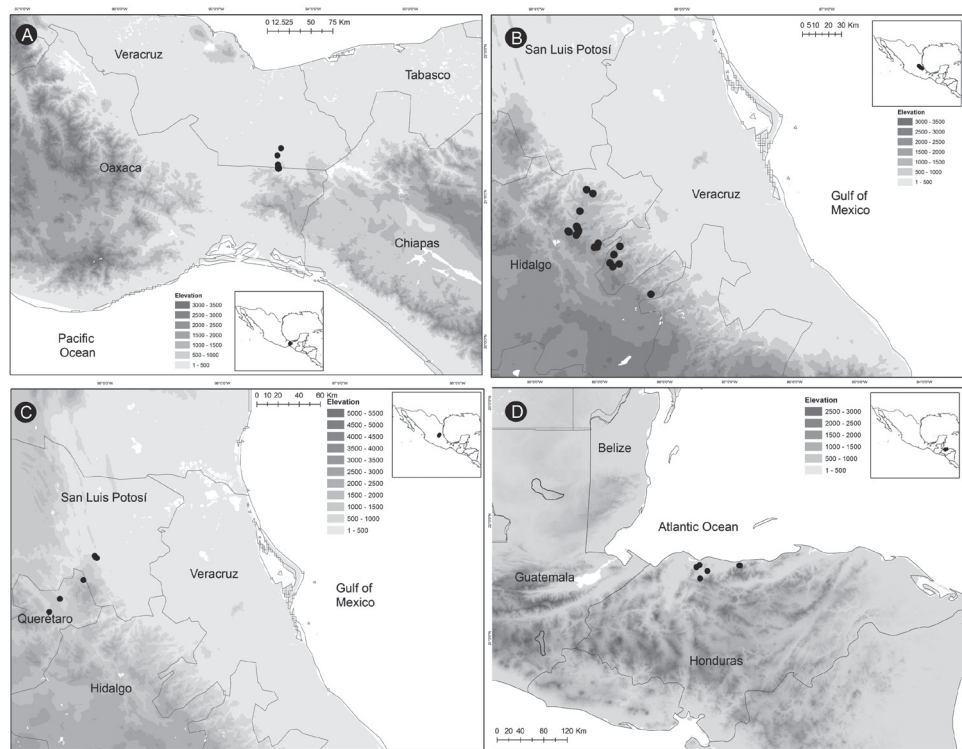 A
0 12.525 50 75 Km
Veracruz
Tabasco
Oaxaca
Chiapas
Pacific
Ocean
Elevation
3000 - 3500
2500 - 3000
2000 - 2500
1500 - 2000
1000 - 1500
500 - 1000
1 - 500
B
0 510 20 30 Km
San Luis Potosí
Elevation
3000 - 3500
2500 - 3000
2000 - 2500
1500 - 2000
1000 - 1500
500 - 1000
1 - 500
Veracruz
Gulf of
Mexico
Hidalgo
C
0 10 20 40 60 Km
Elevation
5000 - 5500
4500 - 5000
4000 - 4500
3500 - 4000
3000 - 3500
2500 - 3000
2000 - 2500
1500 - 2000
1000 - 1500
500 - 1000
1 - 500
San Luis Potosí
Veracruz
Gulf of
Mexico
Querétaro
Hidalgo
D
Elevation
2500 - 3000
2000 - 2500
1500 - 2000
1000 - 1500
500 - 1000
1 - 500
Belize
Atlantic Ocean
Guatemala
Honduras
0 20 40 80 120 Km